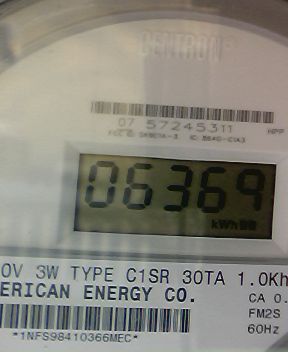 CENTRON®
07 57245311
HPP
06369
kWh
0V 3W TYPE C1SR 30TA 1.0Kh
ERICAN ENERGY CO.
CA 0.
FM2S
60Hz
*1NFS98410366MEC*